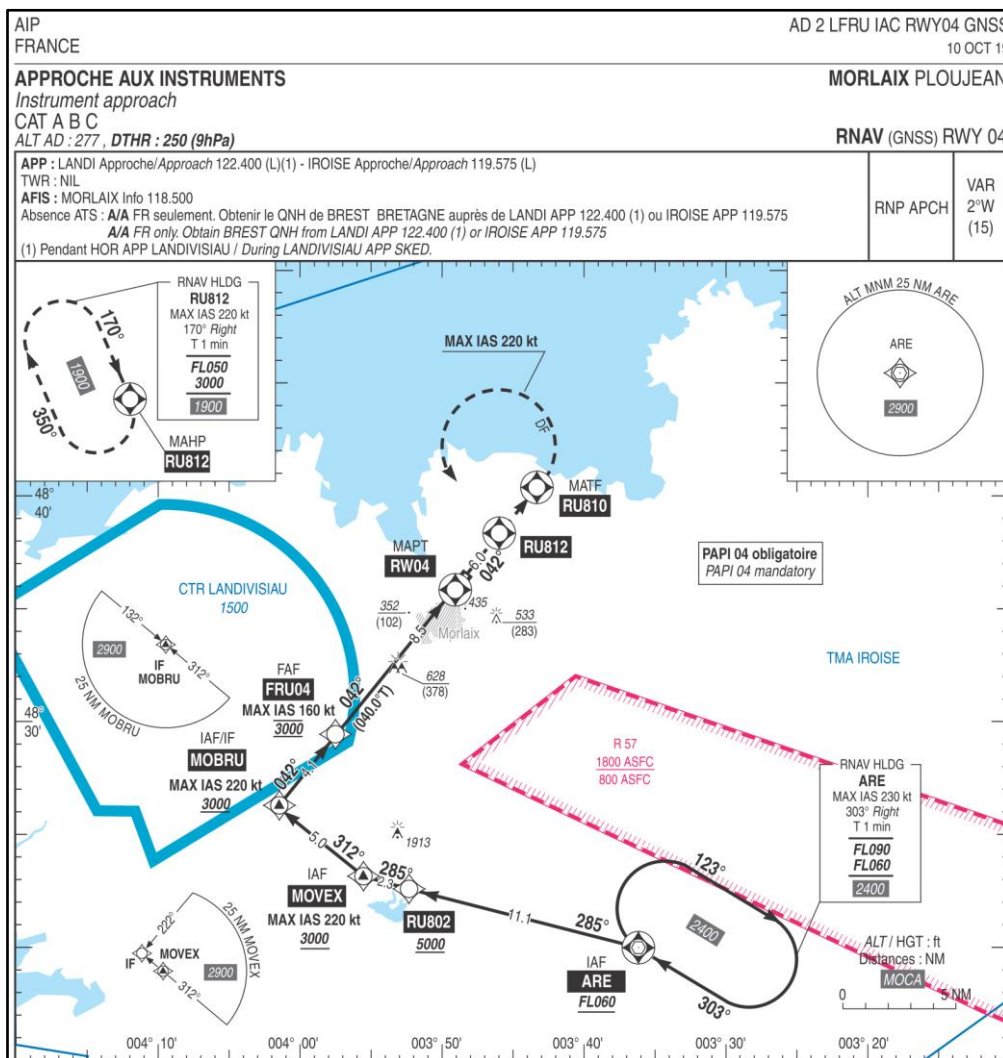 AIP
FRANCE
AD 2 LFRU IAC RWY04 GNSS
10 OCT 19
APPROCHE AUX INSTRUMENTS
Instrument approach
CAT A B C
ALT AD : 277 , DTHR : 250 (9hPa)
MORLAIX PLOUJEAN
RNAV (GNSS) RWY 04
APP : LANDI Approche/Approach 122.400 (L)(1) - IROISE Approche/Approach 119.575 (L)
TWR : NIL
AFIS : MORLAIX Info 118.500
Absence ATS : A/A FR seulement. Obtenir le QNH de BREST BRETAGNE auprès de LANDI APP 122.400 (1) ou IROISE APP 119.575
A/A FR only. Obtain BREST QNH from LANDI APP 122.400 (1) or IROISE APP 119.575
(1) Pendant HOR APP LANDIVISIAU / During LANDIVISIAU APP SKED.
RNP APCH
VAR
2°W
(15)
170°
1900
350°
RNAV HLDG
RU812
MAX IAS 220 kt
170° Right
T 1 min
FL050
3000
1900
MAHP
RU812
MAX IAS 220 kt
DF
ALT MNM 25 NM ARE
ARE
2900
48°
40'
MATF
RU810
RU812
MAPT
RW04
6.0
042°
PAPI 04 obligatoire
PAPI 04 mandatory
CTR LANDIVISIAU
1500
352
(102)
435
533
(283)
Morlaix
8.5
628
(378)
TMA IROISE
132°
2900
312°
IF
MOBRU
25 NM MOBRU
FAF
FRU04
MAX IAS 160 kt
3000
042°
(040.0°T)
48°
30'
IAF/IF
MOBRU
MAX IAS 220 kt
3000
042°
4.1
R 57
1800 ASFC
800 ASFC
RNAV HLDG
ARE
MAX IAS 230 kt
303° Right
T 1 min
FL090
FL060
2400
1913
5.0
312°
IAF
MOVEX
MAX IAS 220 kt
3000
285°
2.3
RU802
5000
11.1
285°
123°
2400
303°
IAF
ARE
FL060
222°
MOVEX
IF
2900
312°
25 NM MOVEX
ALT / HGT : ft
Distances : NM
MOCA
0 5 NM
004°10'
004°00'
003°50'
003°40'
003°30'
003°20'